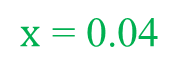 x = 0.04